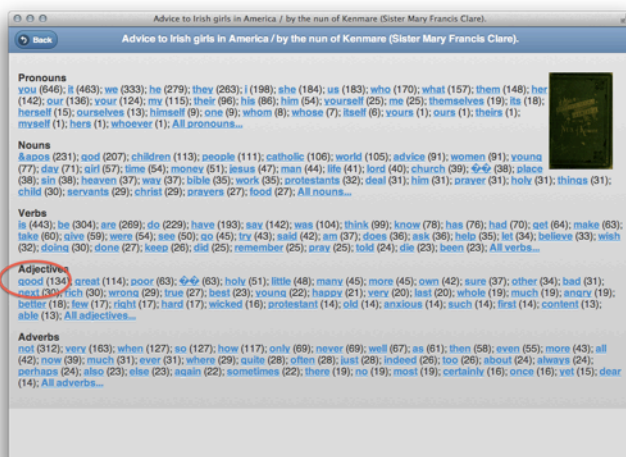 Advice to Irish girls in America / by the nun of Kenmare (Sister Mary Francis Clare).
Back
Advice to Irish girls in America / by the nun of Kenmare (Sister Mary Francis Clare).
Pronouns
you (646); it (463); we (333); he (279); they (263); i (198); she (184); us (183); who (170); what (157); them (148); her
(142); our (136); your (124); my (115); their (96); his (86); him (54); yourself (25); me (25); themselves (19); its (18);
herself (15); ourselves (13); himself (9); one (9); whom (8); whose (7); itself (6); yours (1); ours (1); theirs (1);
myself (1); hers (1); whoever (1); All pronouns...
Nouns
&apos (231); god (207); children (113); people (111); catholic (106); world (105); advice (91); women (91); young
(77); day (71); girl (57); time (54); money (51); jesus (47); man (44); life (41); lord (40); church (39); �� (38); place
(38); sin (38); heaven (37); way (37); bible (35); work (35); protestants (32); deal (31); him (31); prayer (31); holy (31); things (31);
child (30); servants (29); christ (29); prayers (27); food (27); All nouns...
Verbs
is (443); be (304); are (269); do (229); have (193); say (142); was (104); think (99); know (78); has (76); had (70); get (64); make (63);
take (60); give (59); were (54); see (50); go (45); try (43); said (42); am (37); does (36); ask (36); help (35); let (34); believe (33); wish
(32); doing (30); done (27); keep (26); did (25); remember (25); pray (25); told (24); die (23); been (23); All verbs...
Adjectives
good (134); great (114); poor (63); �� (63); holy (51); little (48); many (45); more (45); own (42); sure (37); other (34); bad (31);
next (30); rich (30); wrong (29); true (27); best (23); young (22); happy (21); very (20); last (20); whole (19); much (19); angry (19);
better (18); few (17); right (17); hard (17); wicked (16); protestant (14); old (14); anxious (14); such (14); first (14); content (13);
able (13); All adjectives...
Adverbs
not (312); very (163); when (127); so (127); how (117); only (69); never (69); well (67); as (61); then (58); even (55); more (43); all
(42); now (39); much (31); ever (31); where (29); quite (28); often (28); just (28); indeed (26); too (26); about (24); always (24);
perhaps (24); also (23); else (23); again (22); sometimes (22); there (19); no (19); most (19); certainly (16); once (16); yet (15); dear
(14); All adverbs...